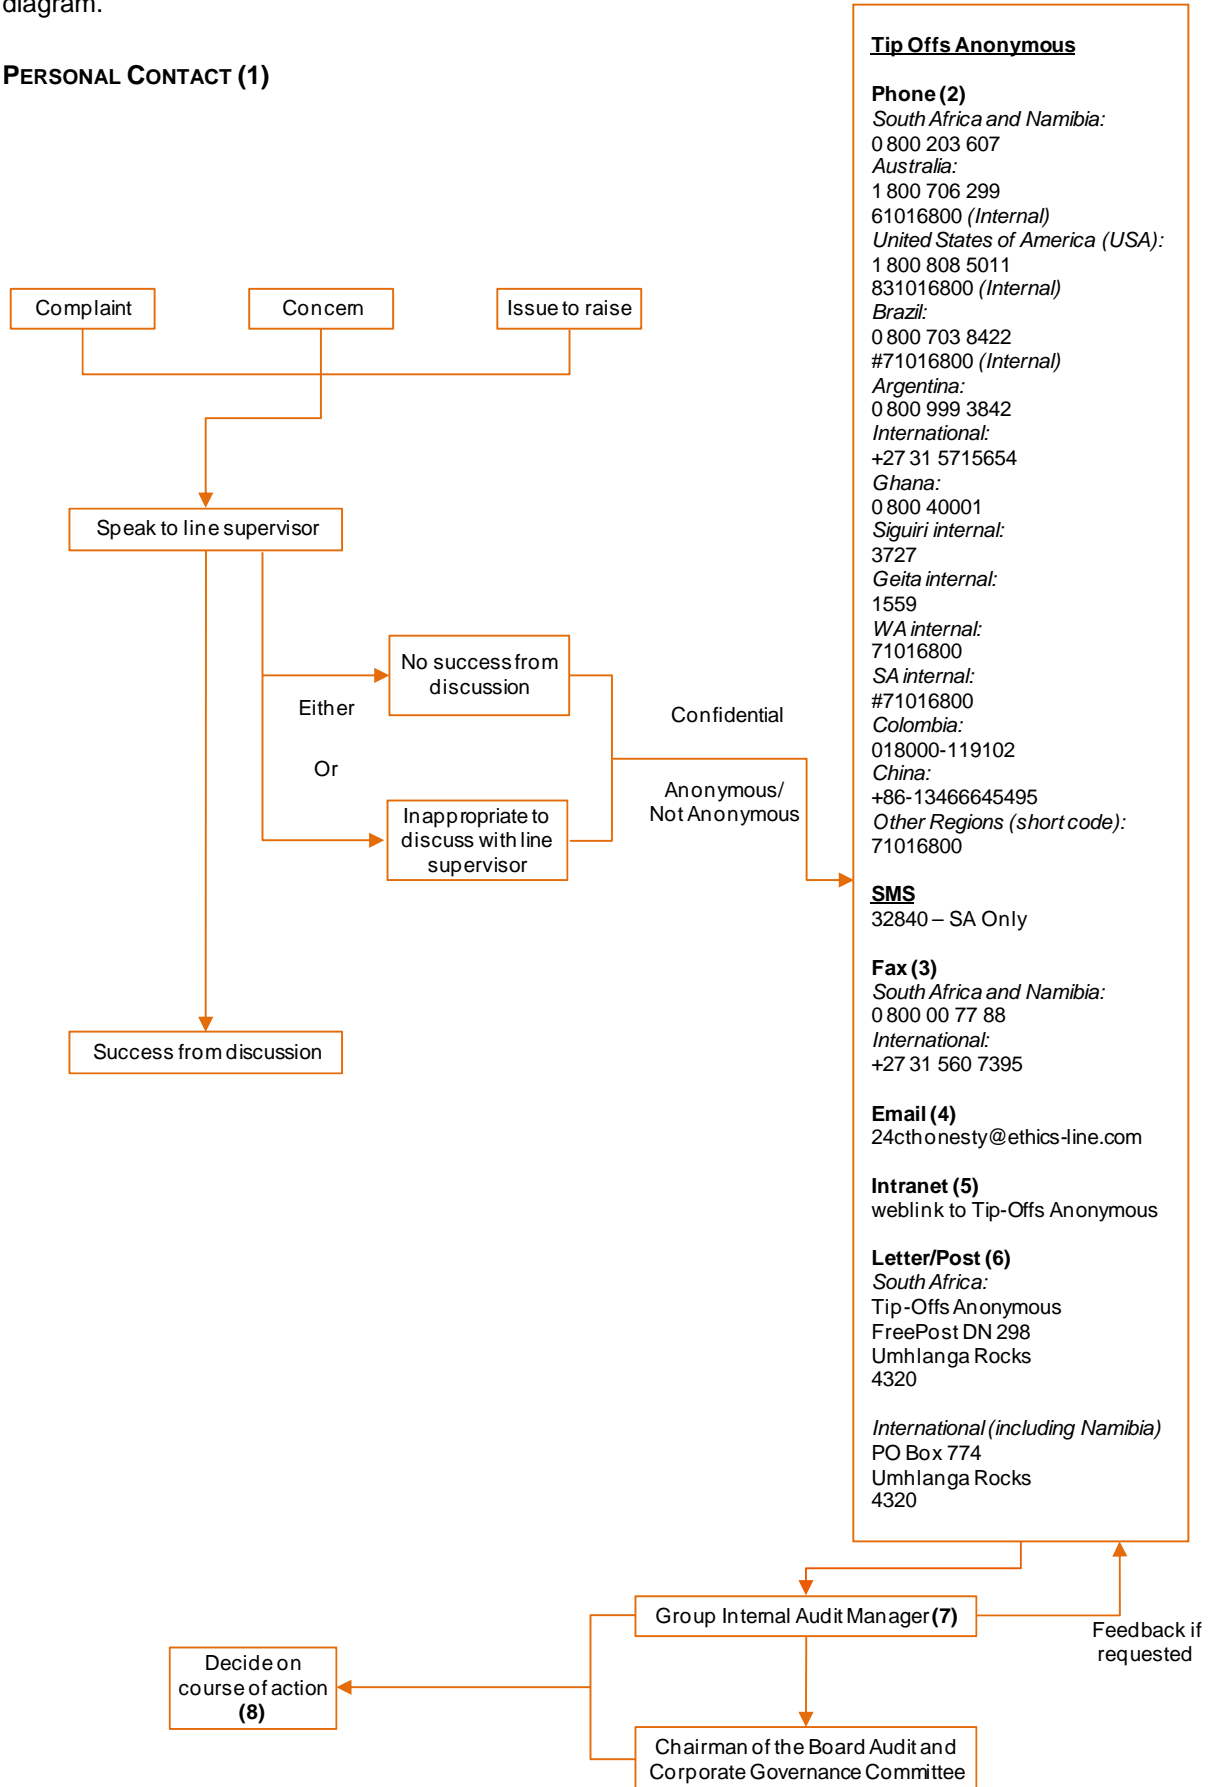 diagram.
PERSONAL CONTACT (1)
Complaint
Concern
Issue to raise
Speak to line supervisor
No success from
discussion
Either
Or
Inappropriate to
discuss with line
supervisor
Success from discussion
Confidential
Anonymous/
Not Anonymous
Tip Offs Anonymous
Phone (2)
South Africa and Namibia:
0 800 203 607
Australia:
1 800 706 299
61016800 (Internal)
United States of America (USA):
1 800 808 5011
831016800 (Internal)
Brazil:
0 800 703 8422
#71016800 (Internal)
Argentina:
0 800 999 3842
International:
+27 31 5715654
Ghana:
0 800 40001
Siguiri internal:
3727
Geita internal:
1559
WA internal:
71016800
SA internal:
#71016800
Colombia:
018000-119102
China:
+86-13466645495
Other Regions (short code):
71016800
SMS
32840 – SA Only
Fax (3)
South Africa and Namibia:
0 800 00 77 88
International:
+27 31 560 7395
Email (4)
24cthonesty@ethics-line.com
Intranet (5)
weblink to Tip-Offs Anonymous
Letter/Post (6)
South Africa:
Tip-Offs Anonymous
FreePost DN 298
Umhlanga Rocks
4320
International (including Namibia)
PO Box 774
Umhlanga Rocks
4320
Group Internal Audit Manager (7)
Feedback if
requested
Decide on
course of action
(8)
Chairman of the Board Audit and
Corporate Governance Committee